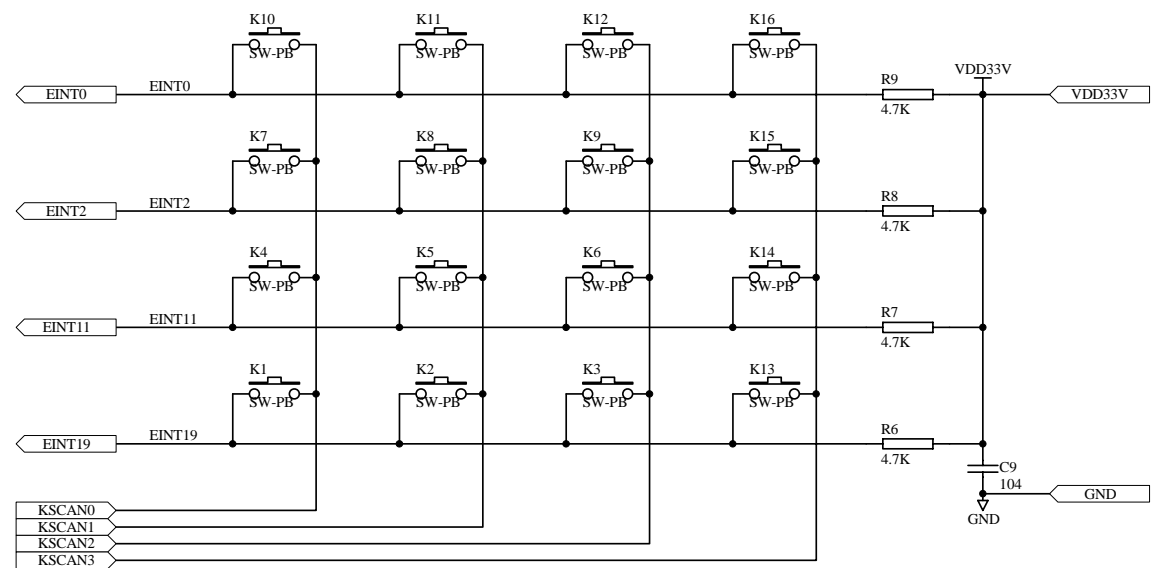 K10 K11 K12 K16
SW-PB SW-PB SW-PB SW-PB
R9 VDD33V
EINT0 EINT0 VDD33V
4.7K
K7 K8 K9 K15
SW-PB SW-PB SW-PB SW-PB
R8
EINT2 EINT2
4.7K
K4 K5 K6 K14
SW-PB SW-PB SW-PB SW-PB
R7
EINT11 EINT11
4.7K
K1 K2 K3 K13
SW-PB SW-PB SW-PB SW-PB
R6
EINT19 EINT19
4.7K
C9
104
GND
GND
KSCAN0
KSCAN1
KSCAN2
KSCAN3